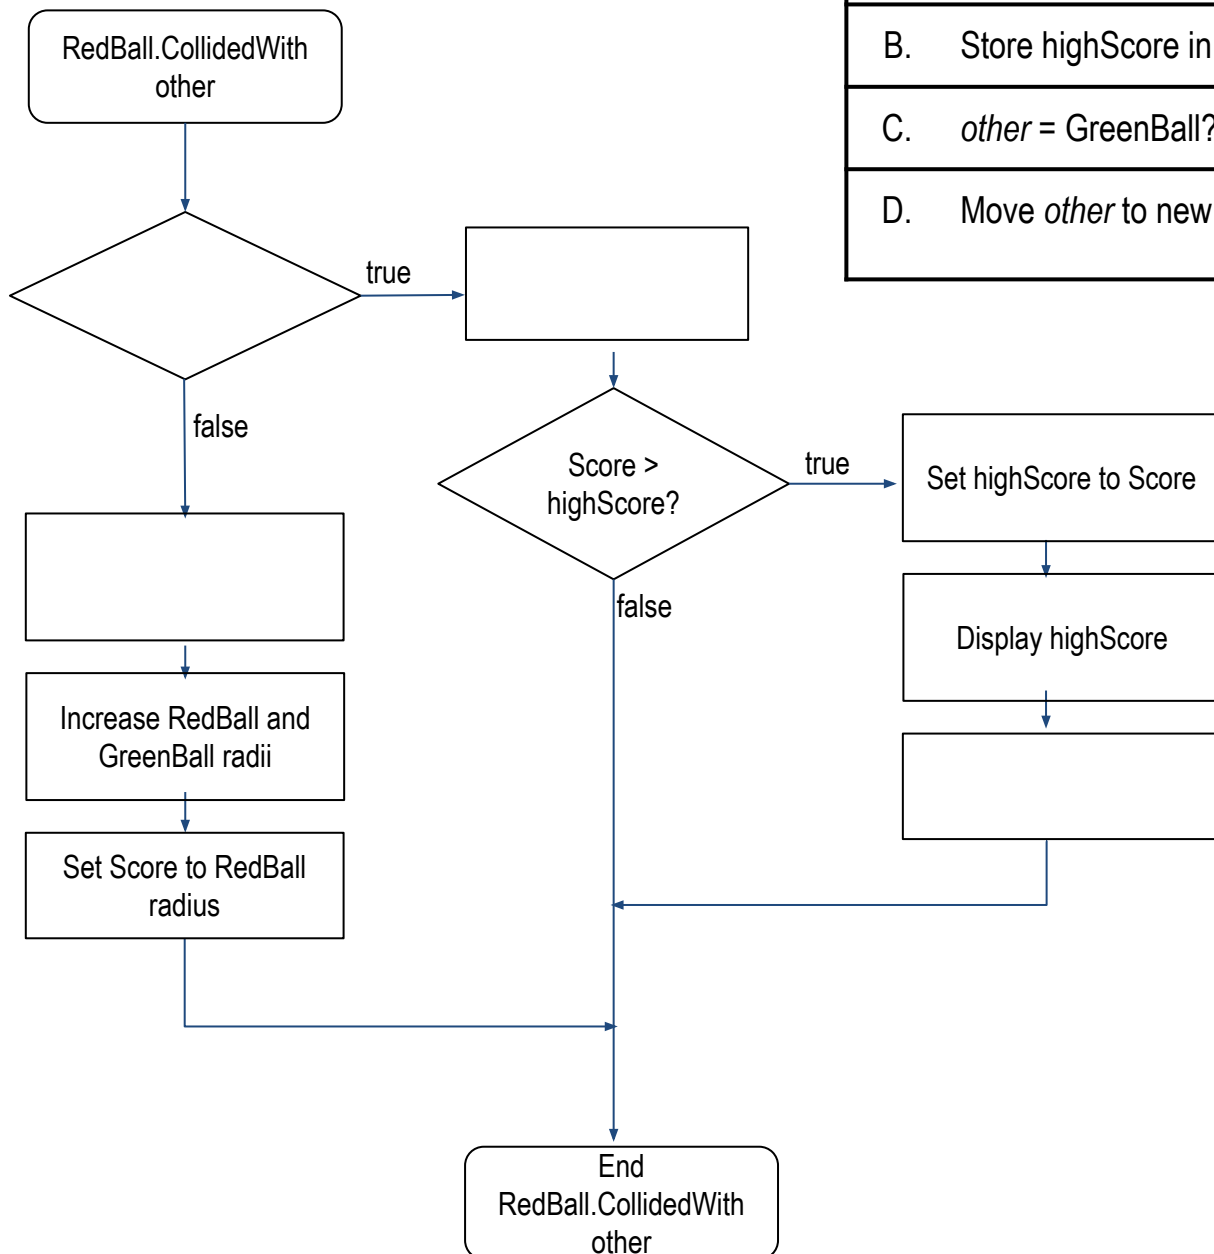 RedBall.CollidedWith
other
B. Store highScore in
C. other = GreenBall?
D. Move other to new
true
false
Score >
highScore?
true
Set highScore to Score
false
Display highScore
Increase RedBall and
GreenBall radii
Set Score to RedBall
radius
End
RedBall.CollidedWith
other